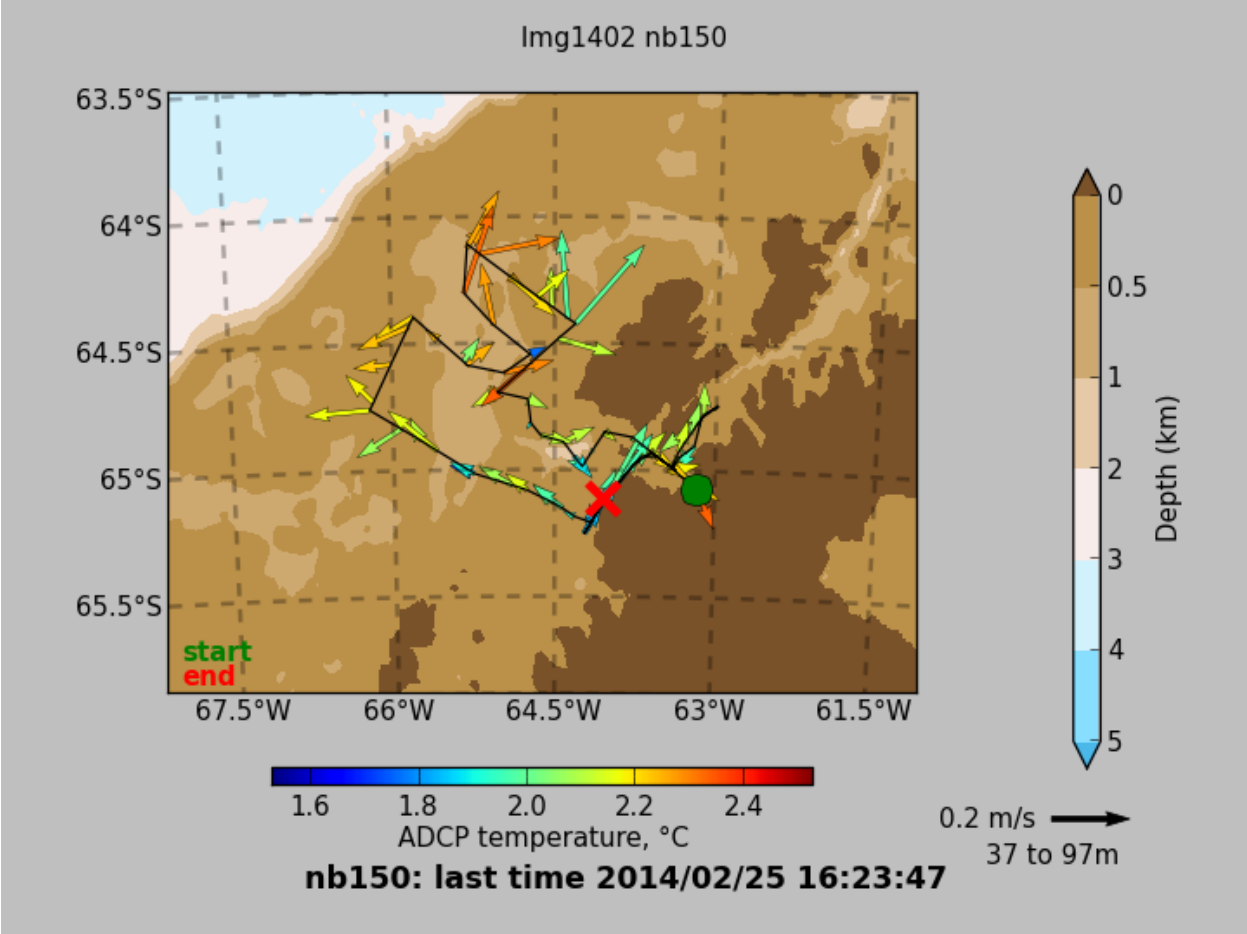 lmg1402 nb150
63.5°S
64°S
64.5°S
65°S
65.5°S
start
end
67.5°W 66°W 64.5°W 63°W 61.5°W
0
0.5
1
2
3
4
5
Depth (km)
1.6 1.8 2.0 2.2 2.4
ADCP temperature, °C
0.2 m/s
37 to 97m
nb150: last time 2014/02/25 16:23:47